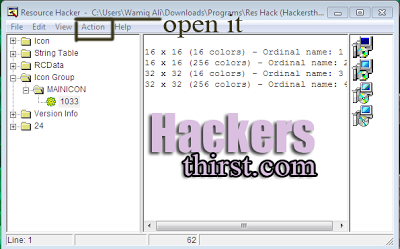 Resource Hacker - C:\Users\Wamiq Ali\Downloads\Programs\Res Hack (Hackersth
open it
File Edit View Action Help
Icon
String Table
RCData
Icon Group
MAINICON
1033
Version Info
24
16 x 16 (16 colors) - Ordinal name: 1
16 x 16 (256 colors) - Ordinal name: 2
32 x 32 (16 colors) - Ordinal name: 3
32 x 32 (256 colors) - Ordinal name: 4
Hackers
thirst.com
Line: 1
62